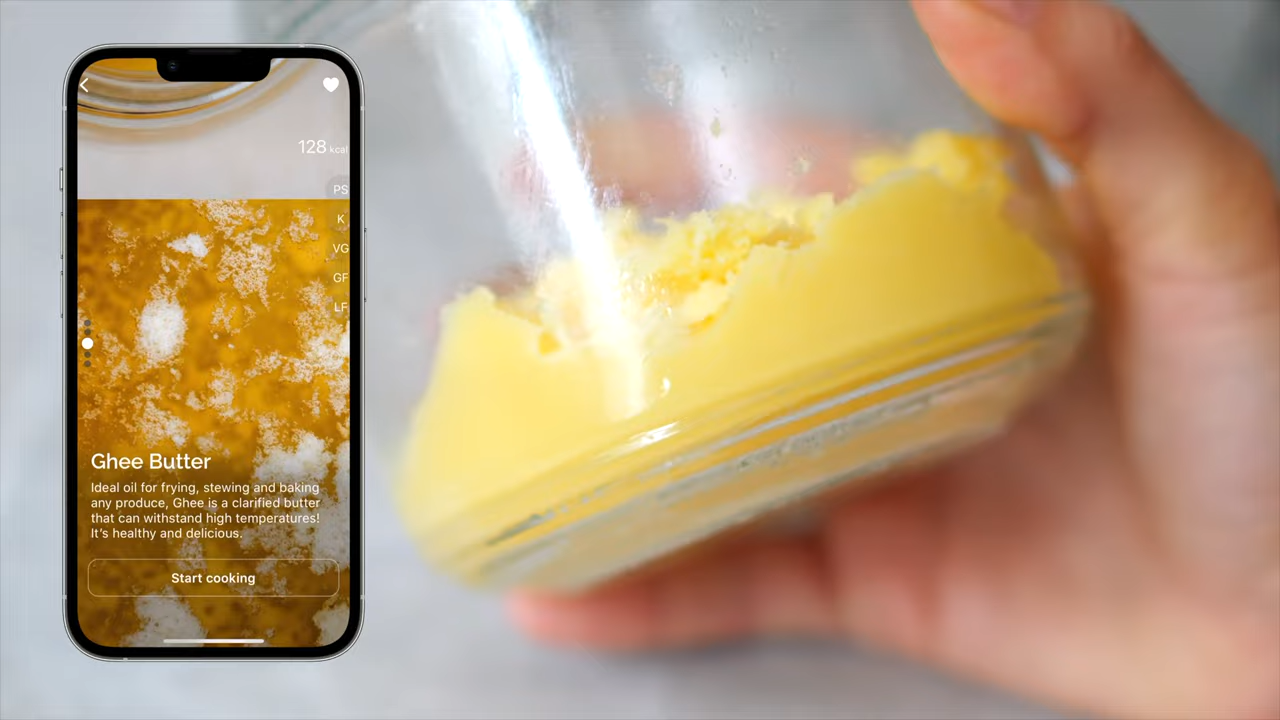 128 kcal
PS
K
VG
GF
LF
Ghee Butter
Ideal oil for frying, stewing and baking
any produce, Ghee is a clarified butter
that can withstand high temperatures!
It's healthy and delicious.
Start cooking